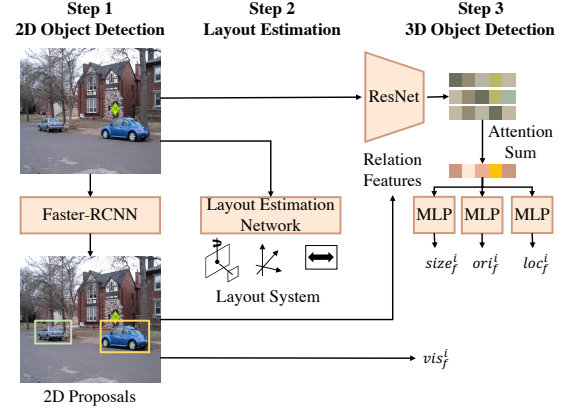 Step 1
2D Object Detection
Step 2
Layout Estimation
Step 3
3D Object Detection
ResNet
Attention
Sum
Relation
Features
Faster-RCNN
Layout Estimation
Network
MLP
MLP
MLP
size_f^i
ori_f^i
loc_f^i
Layout System
vis_f^i
2D Proposals